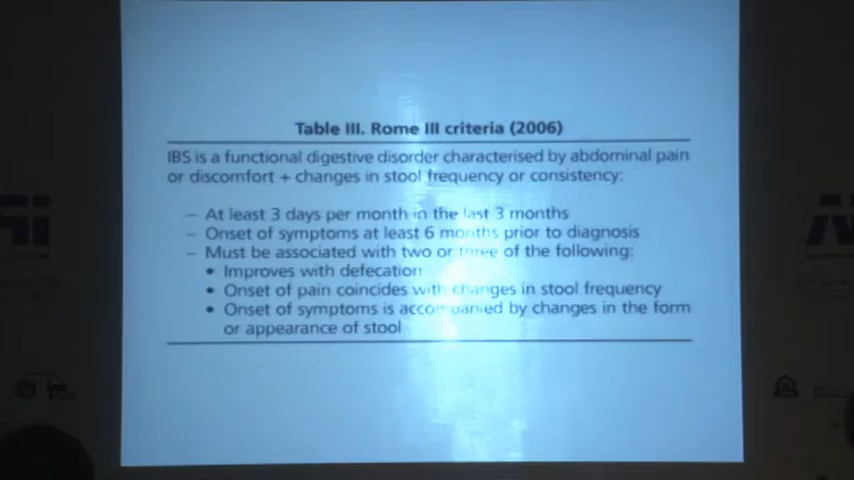 Table III. Rome III criteria (2006)
IBS is a functional digestive disorder characterised by abdominal pain
or discomfort + changes in stool frequency or consistency:
– At least 3 days per month in the last 3 months
– Onset of symptoms at least 6 months prior to diagnosis
– Must be associated with two or three of the following:
• Improves with defecation
• Onset of pain coincides with changes in stool frequency
• Onset of symptoms is accompanied by changes in the form
or appearance of stool